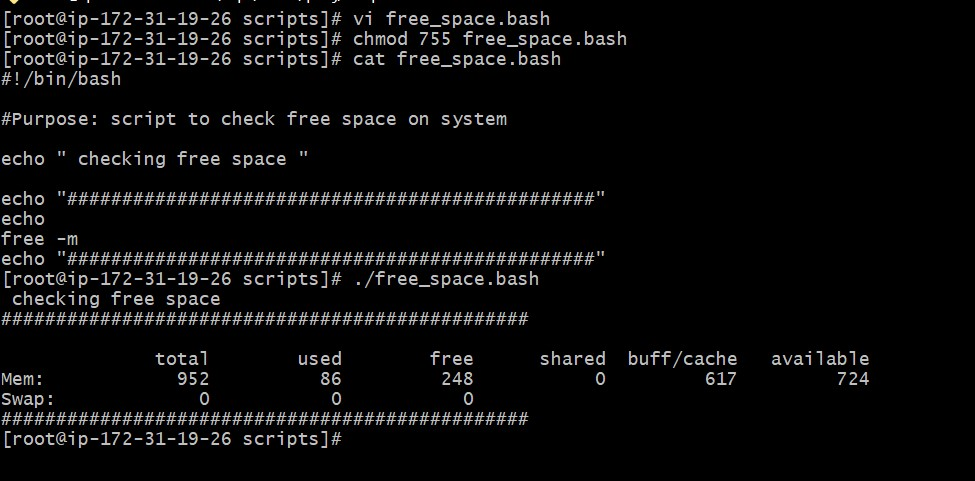 [root@ip-172-31-19-26 scripts]# vi free_space.bash
[root@ip-172-31-19-26 scripts]# chmod 755 free_space.bash
[root@ip-172-31-19-26 scripts]# cat free_space.bash
#!/bin/bash
#Purpose: script to check free space on system
echo " checking free space "
echo "################################################"
echo
free -m
echo "################################################"
[root@ip-172-31-19-26 scripts]# ./free_space.bash
 checking free space
################################################
              total        used        free      shared  buff/cache   available
Mem:            952          86         248           0         617         724
Swap:             0           0           0
################################################
[root@ip-172-31-19-26 scripts]#